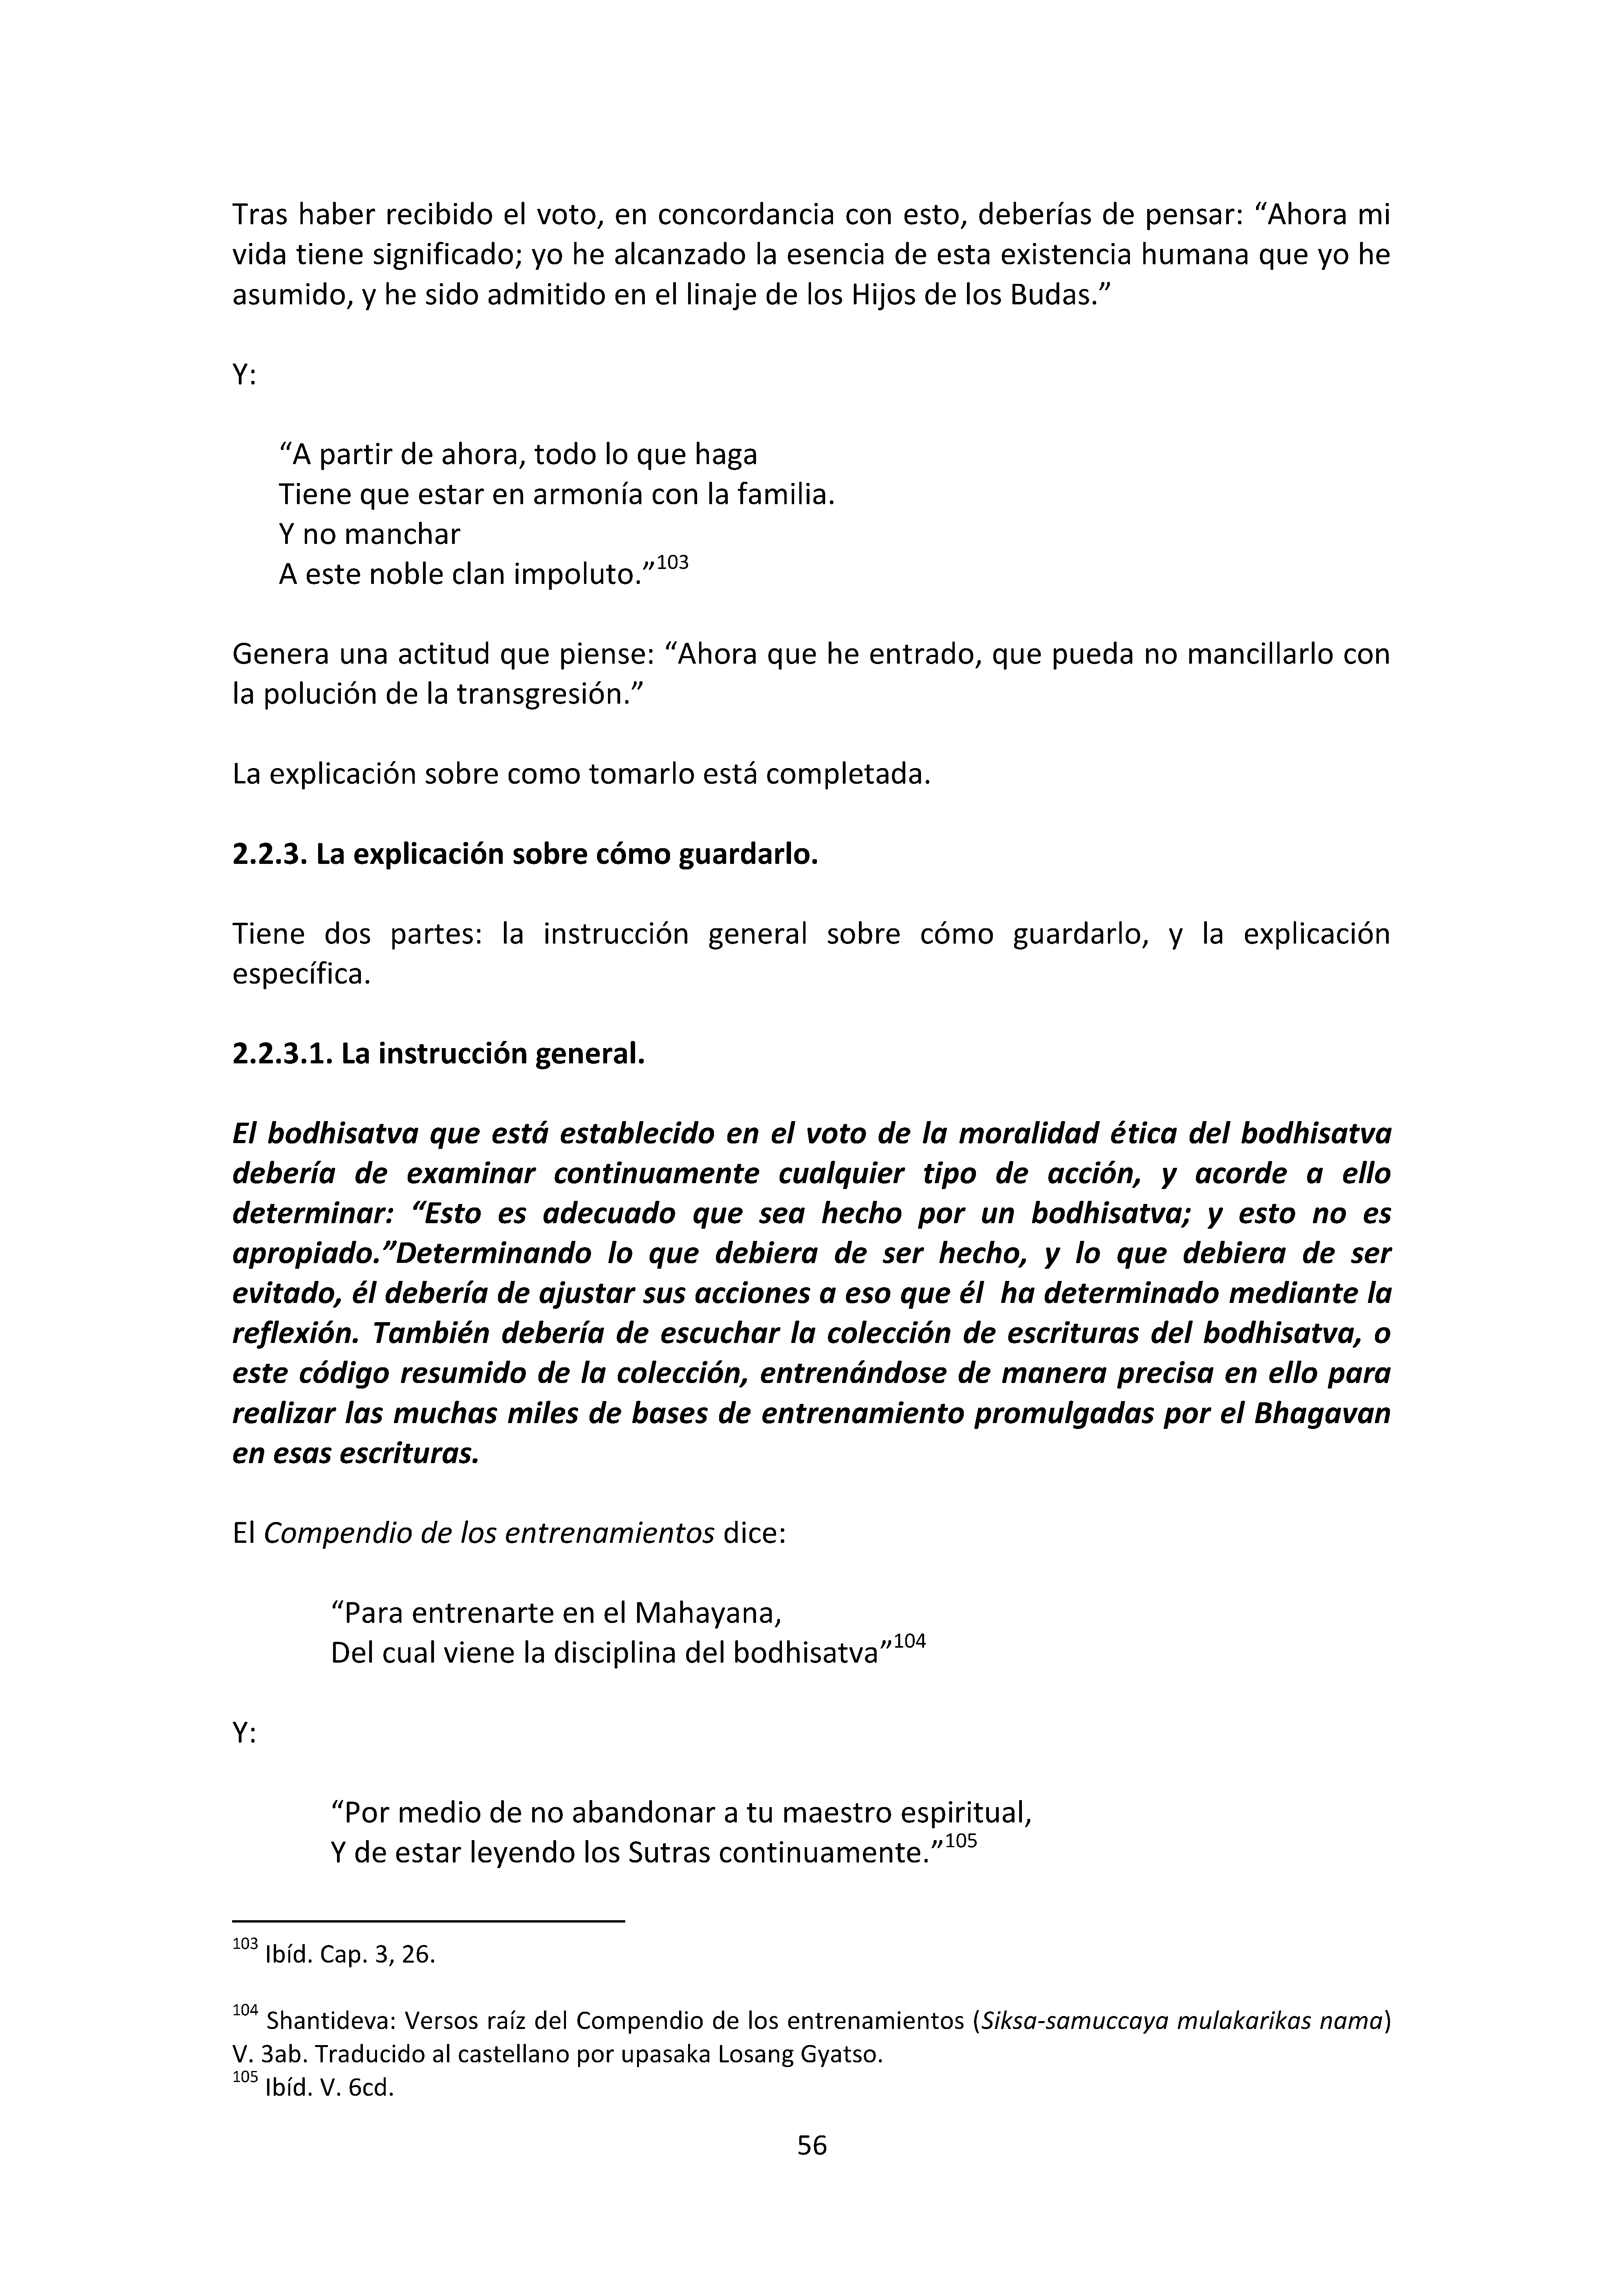 Tras haber recibido el voto, en concordancia con esto, deberías de pensar: “Ahora mi
vida tiene significado; yo he alcanzado la esencia de esta existencia humana que yo he
asumido, y he sido admitido en el linaje de los Hijos de los Budas.”
Y:
“A partir de ahora, todo lo que haga
Tiene que estar en armonía con la familia.
Y no manchar
A este noble clan impoluto.”103
Genera una actitud que piense: “Ahora que he entrado, que pueda no mancillarlo con
la polución de la transgresión.”
La explicación sobre como tomarlo está completada.
2.2.3. La explicación sobre cómo guardarlo.
Tiene dos partes: la instrucción general sobre cómo guardarlo, y la explicación
específica.
2.2.3.1. La instrucción general.
El bodhisatva que está establecido en el voto de la moralidad ética del bodhisatva
debería de examinar continuamente cualquier tipo de acción, y acorde a ello
determinar: “Esto es adecuado que sea hecho por un bodhisatva; y esto no es
apropiado.”Determinando lo que debiera de ser hecho, y lo que debiera de ser
evitado, él debería de ajustar sus acciones a eso que él  ha determinado mediante la
reflexión. También debería de escuchar la colección de escrituras del bodhisatva, o
este código resumido de la colección, entrenándose de manera precisa en ello para
realizar las muchas miles de bases de entrenamiento promulgadas por el Bhagavan
en esas escrituras.
El Compendio de los entrenamientos dice:
“Para entrenarte en el Mahayana,
Del cual viene la disciplina del bodhisatva”104
Y:
“Por medio de no abandonar a tu maestro espiritual,
Y de estar leyendo los Sutras continuamente.”105
103 Ibíd. Cap. 3, 26.
104 Shantideva: Versos raíz del Compendio de los entrenamientos (Siksa-samuccaya mulakarikas nama)
V. 3ab. Traducido al castellano por upasaka Losang Gyatso.
105 Ibíd. V. 6cd.
56